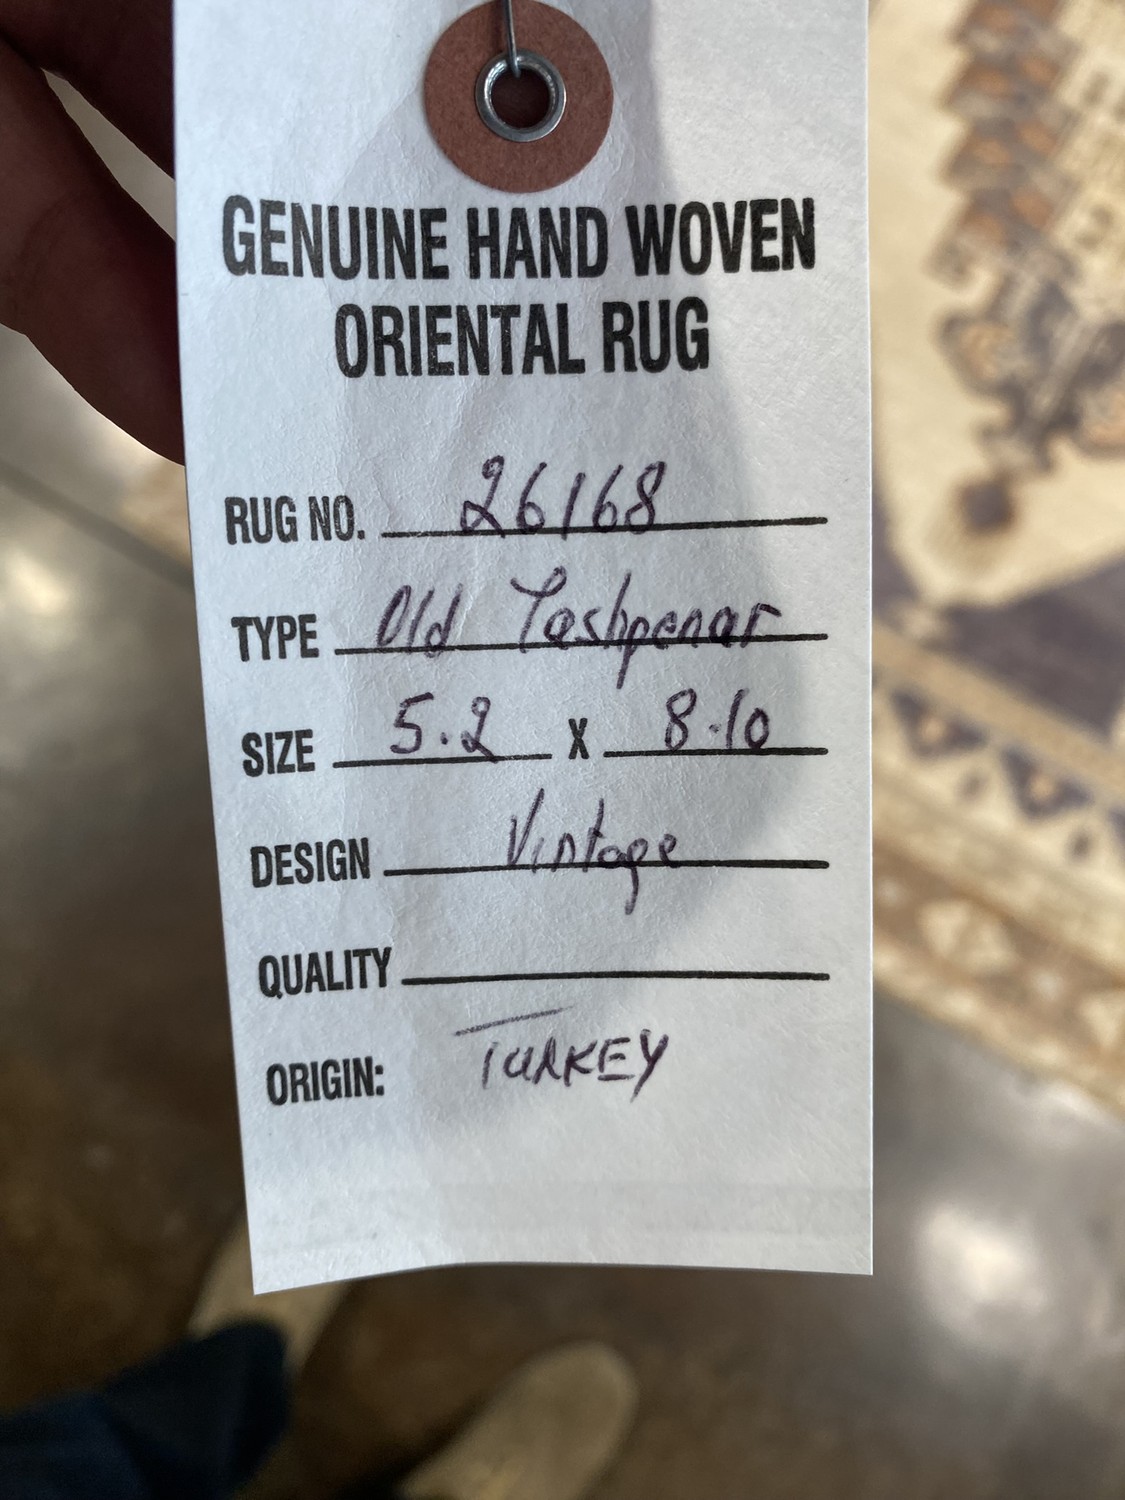 GENUINE HAND WOVEN
ORIENTAL RUG
RUG NO. 26168
TYPE Old Tashpenar
SIZE 5.2 X 8.10
DESIGN Vintage
QUALITY
ORIGIN: TURKEY